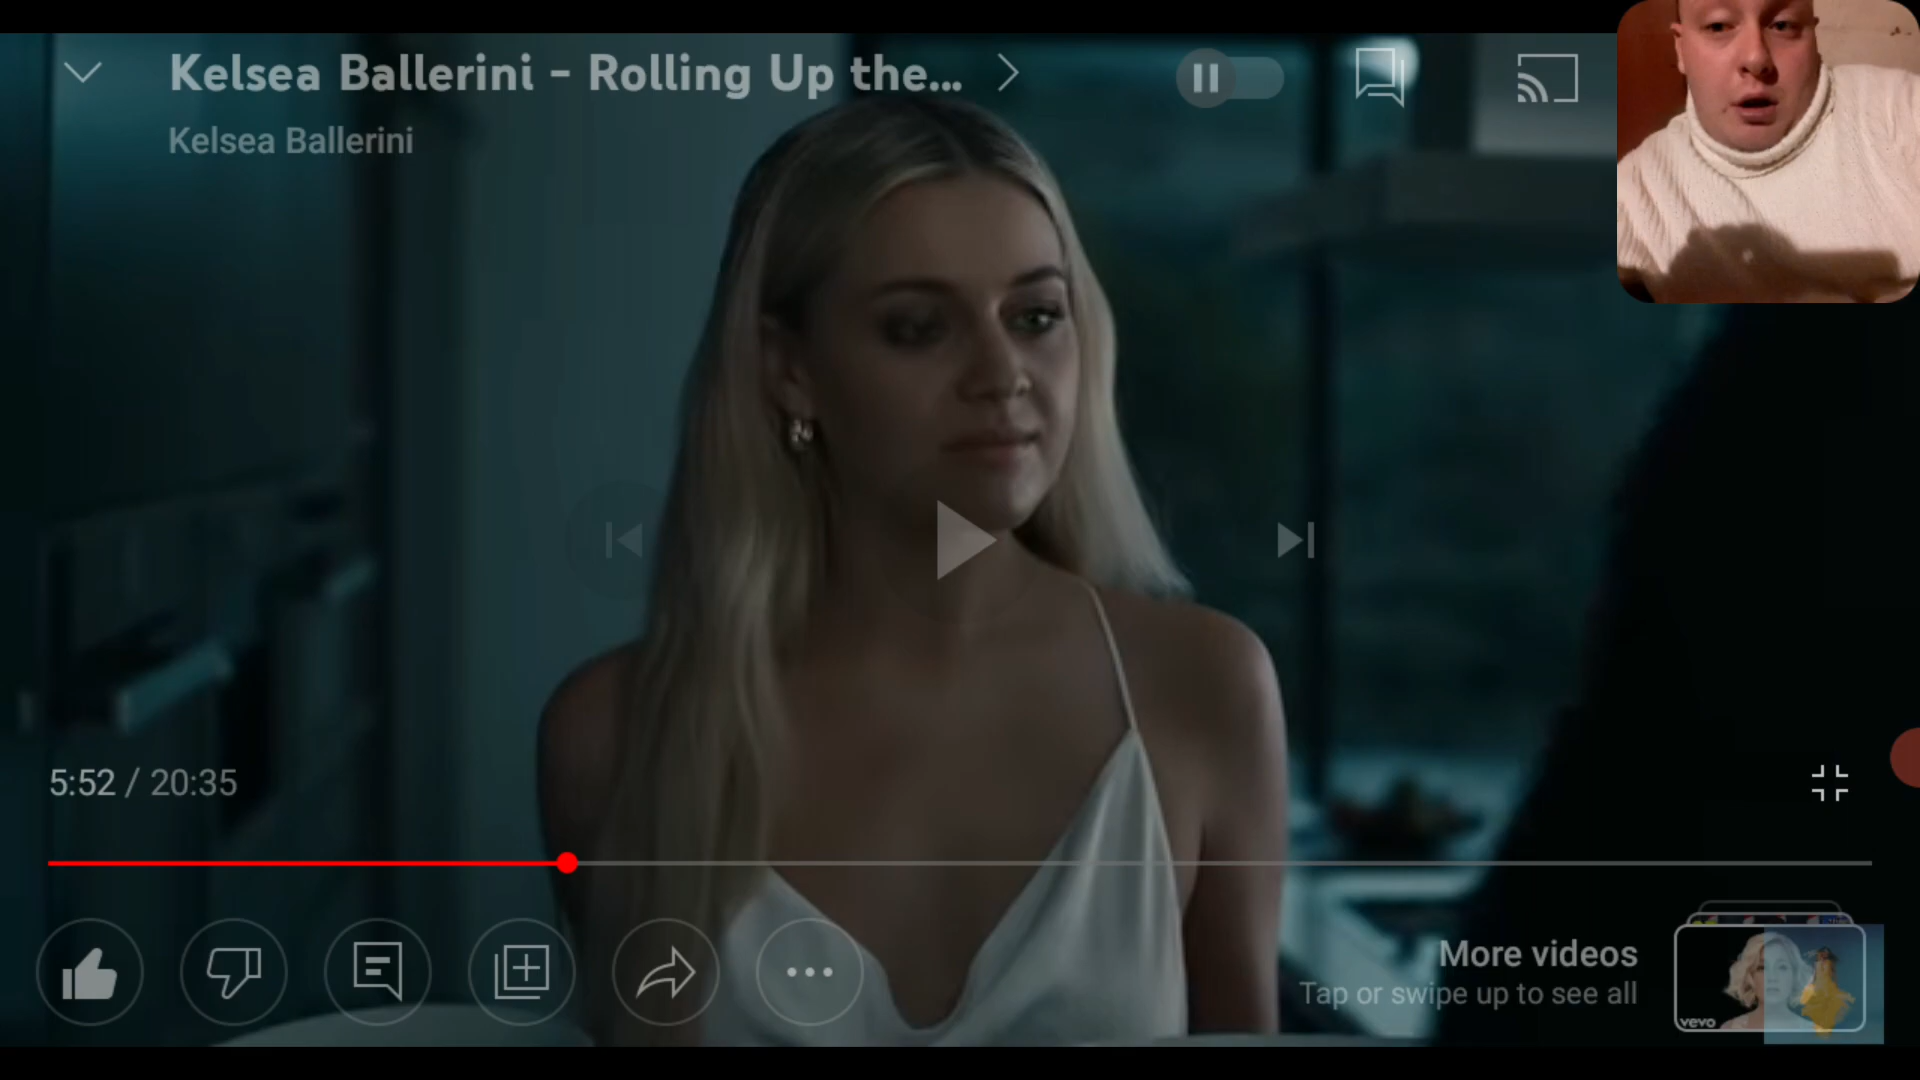 Kelsea Ballerini - Rolling Up the...
Kelsea Ballerini
5:52 / 20:35
More videos
Tap or swipe up to see all
vevo